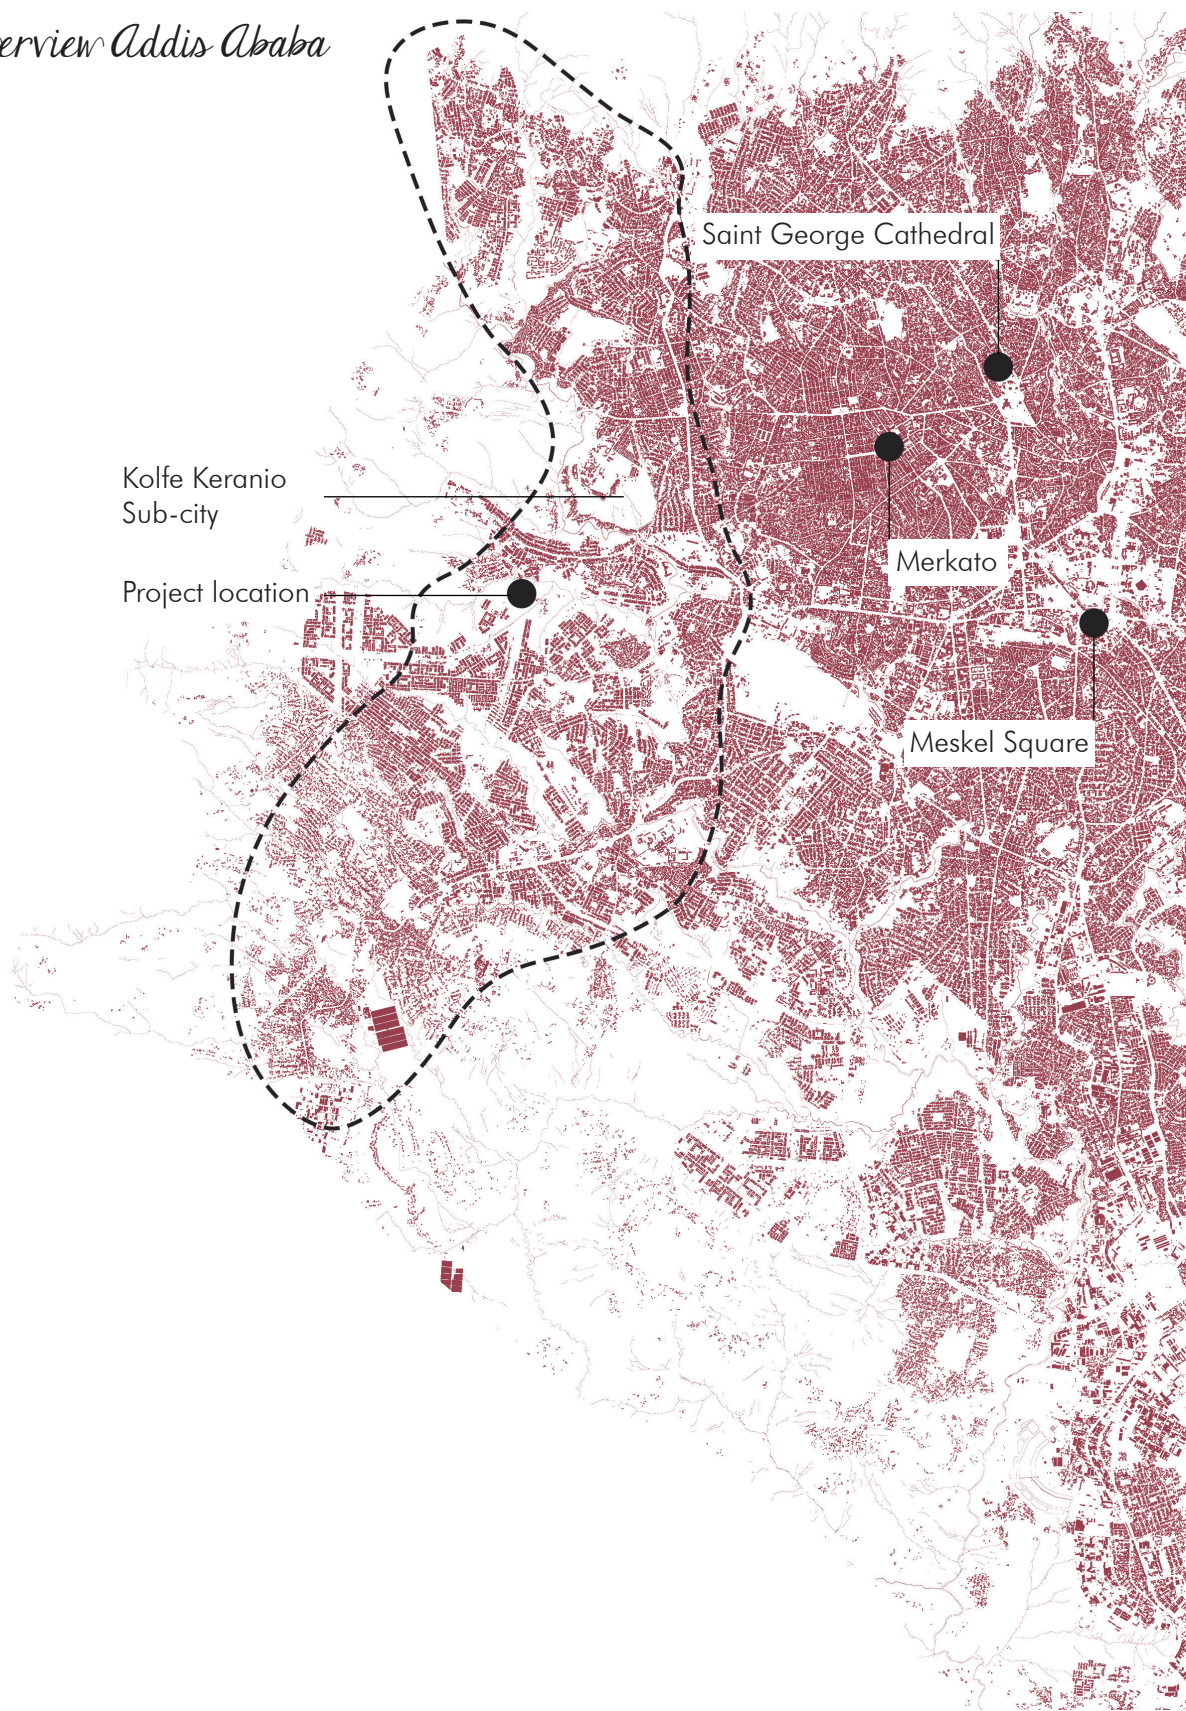 erview Addis Ababa
Saint George Cathedral
Kolfe Keranio
Sub-city
Merkato
Project location
Meskel Square